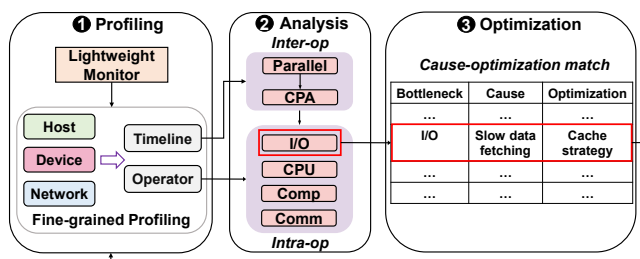 ❶ Profiling
Lightweight
Monitor
Host
Device
Network
Timeline
Operator
Fine-grained Profiling
❷ Analysis
Inter-op
Parallel
CPA
I/O
CPU
Comp
Comm
Intra-op
❸ Optimization
Cause-optimization match
Bottleneck Cause Optimization
... ... ...
I/O Slow data fetching Cache strategy
... ... ...
... ... ...